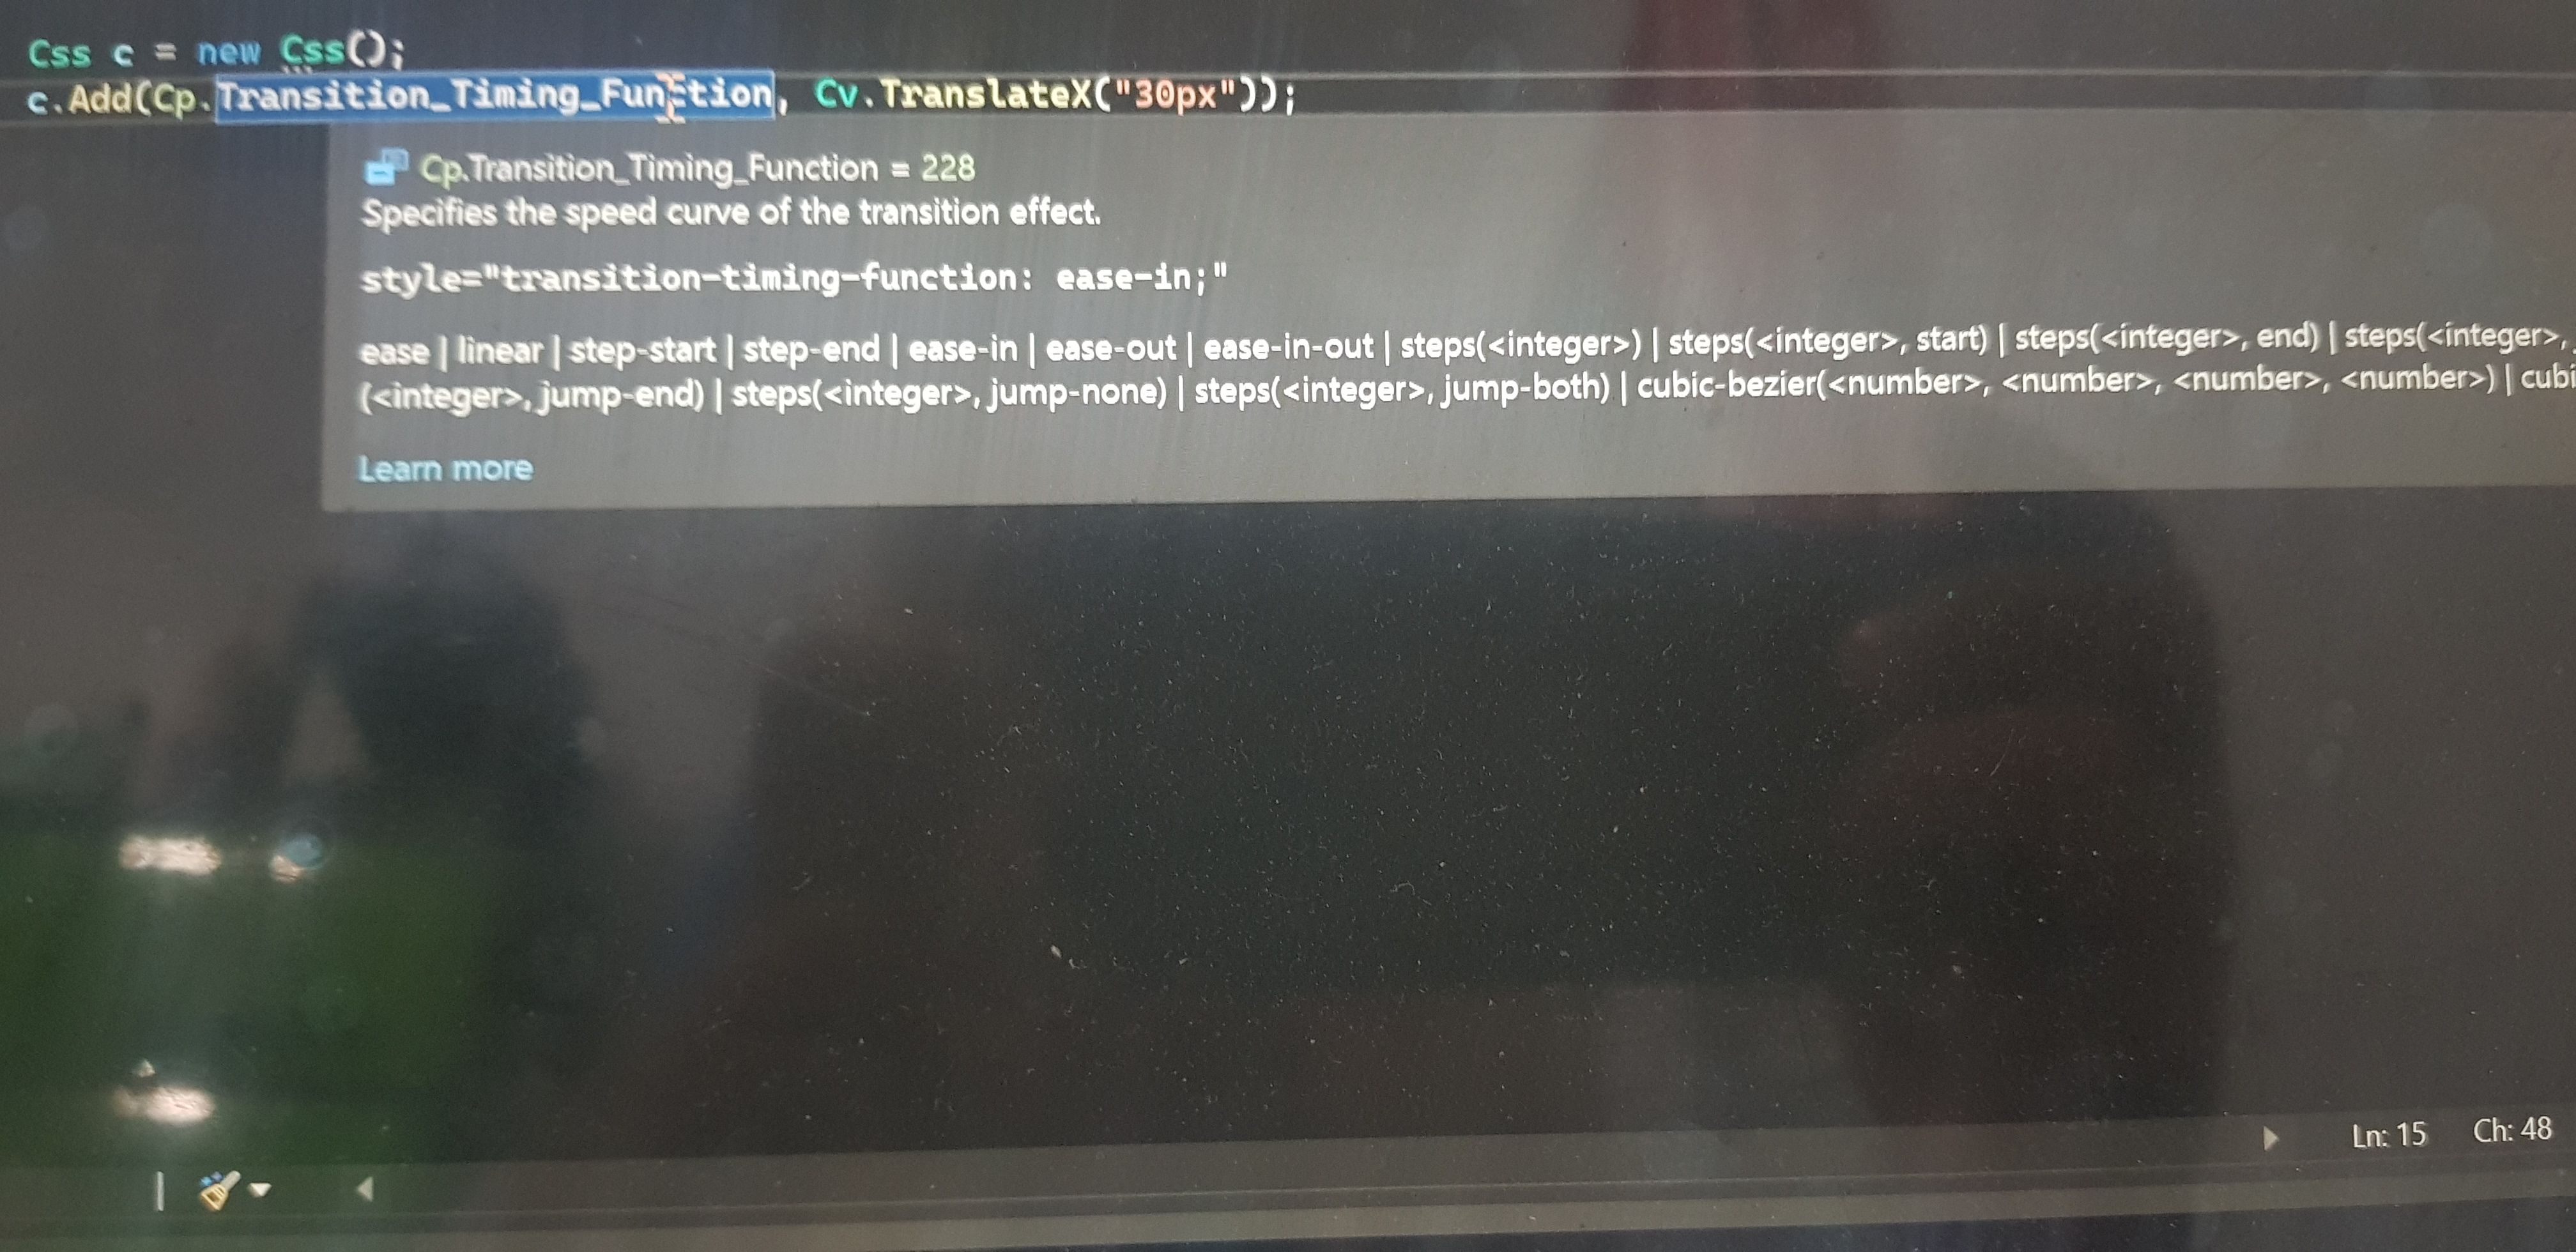 Css c = new Css();
c.Add(Cp.Transition_Timing_Function, Cv.TranslateX("30px"));
Cp.Transition_Timing_Function = 228
Specifies the speed curve of the transition effect.
style="transition-timing-function: ease-in;"
ease | linear | step-start | step-end | ease-in | ease-out | ease-in-out | steps(<integer>) | steps(<integer>, start) | steps(<integer>, end) | steps(<integer>,
(<integer>, jump-end) | steps(<integer>, jump-none) | steps(<integer>, jump-both) | cubic-bezier(<number>, <number>, <number>, <number>) | cubi
Learn more
Ln: 15 Ch: 48